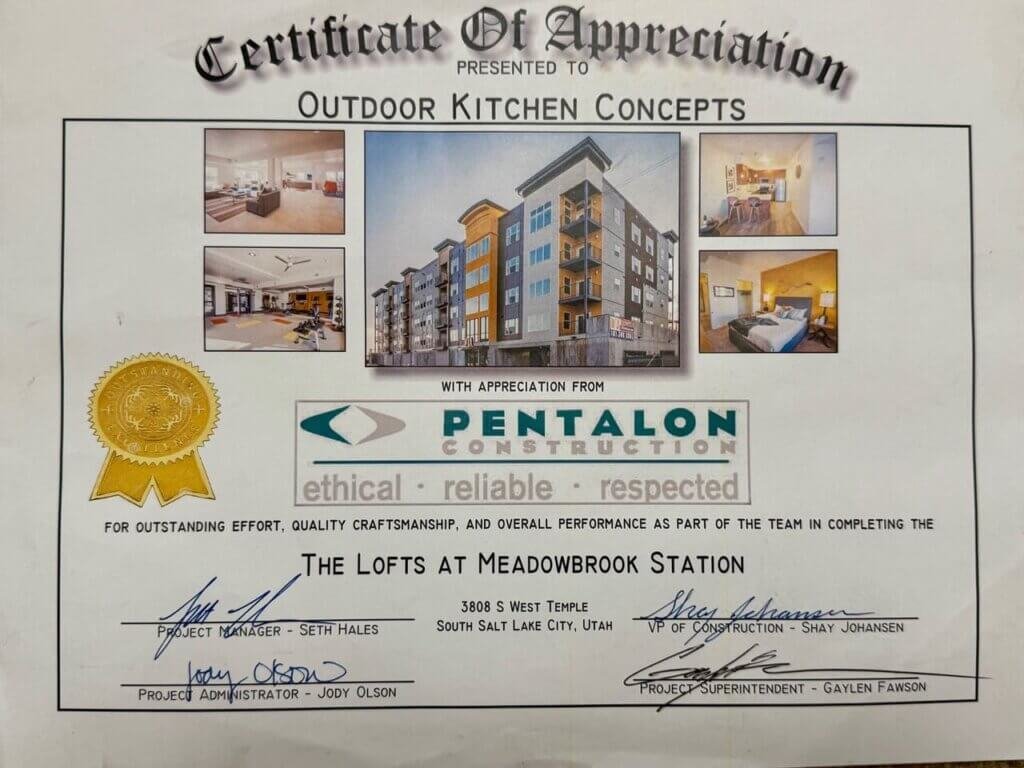 Certificate Of Appreciation
PRESENTED TO
OUTDOOR KITCHEN CONCEPTS
WITH APPRECIATION FROM
PENTALON
CONSTRUCTION
ethical · reliable · respected
FOR OUTSTANDING EFFORT, QUALITY CRAFTSMANSHIP, AND OVERALL PERFORMANCE AS PART OF THE TEAM IN COMPLETING THE
THE LOFTS AT MEADOWBROOK STATION
3808 S WEST TEMPLE
SOUTH SALT LAKE CITY, UTAH
PROJECT MANAGER - SETH HALES
Shay Johansen
VP OF CONSTRUCTION - SHAY JOHANSEN
Jody Olson
PROJECT ADMINISTRATOR - JODY OLSON
PROJECT SUPERINTENDENT - GAYLEN FAWSON